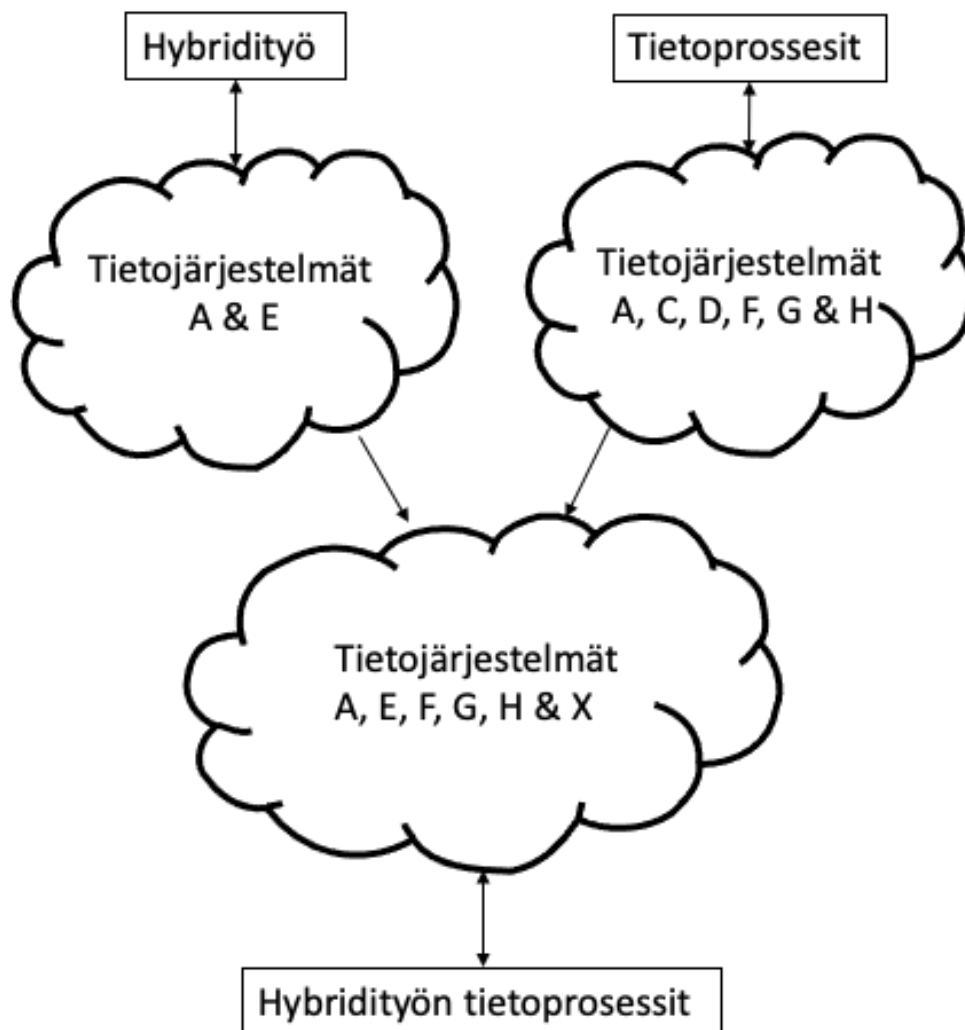 Hybridityö
Tietoprossesit
Tietojärjestelmät
A & E
Tietojärjestelmät
A, C, D, F, G & H
Tietojärjestelmät
A, E, F, G, H & X
Hybridityön tietoprosessit